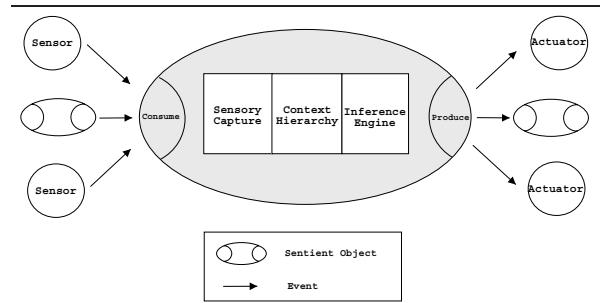 Sensor
Actuator
Consume
Sensory
Capture
Context
Hierarchy
Inference
Engine
Produce
Sensor
Actuator
Sentient Object
Event